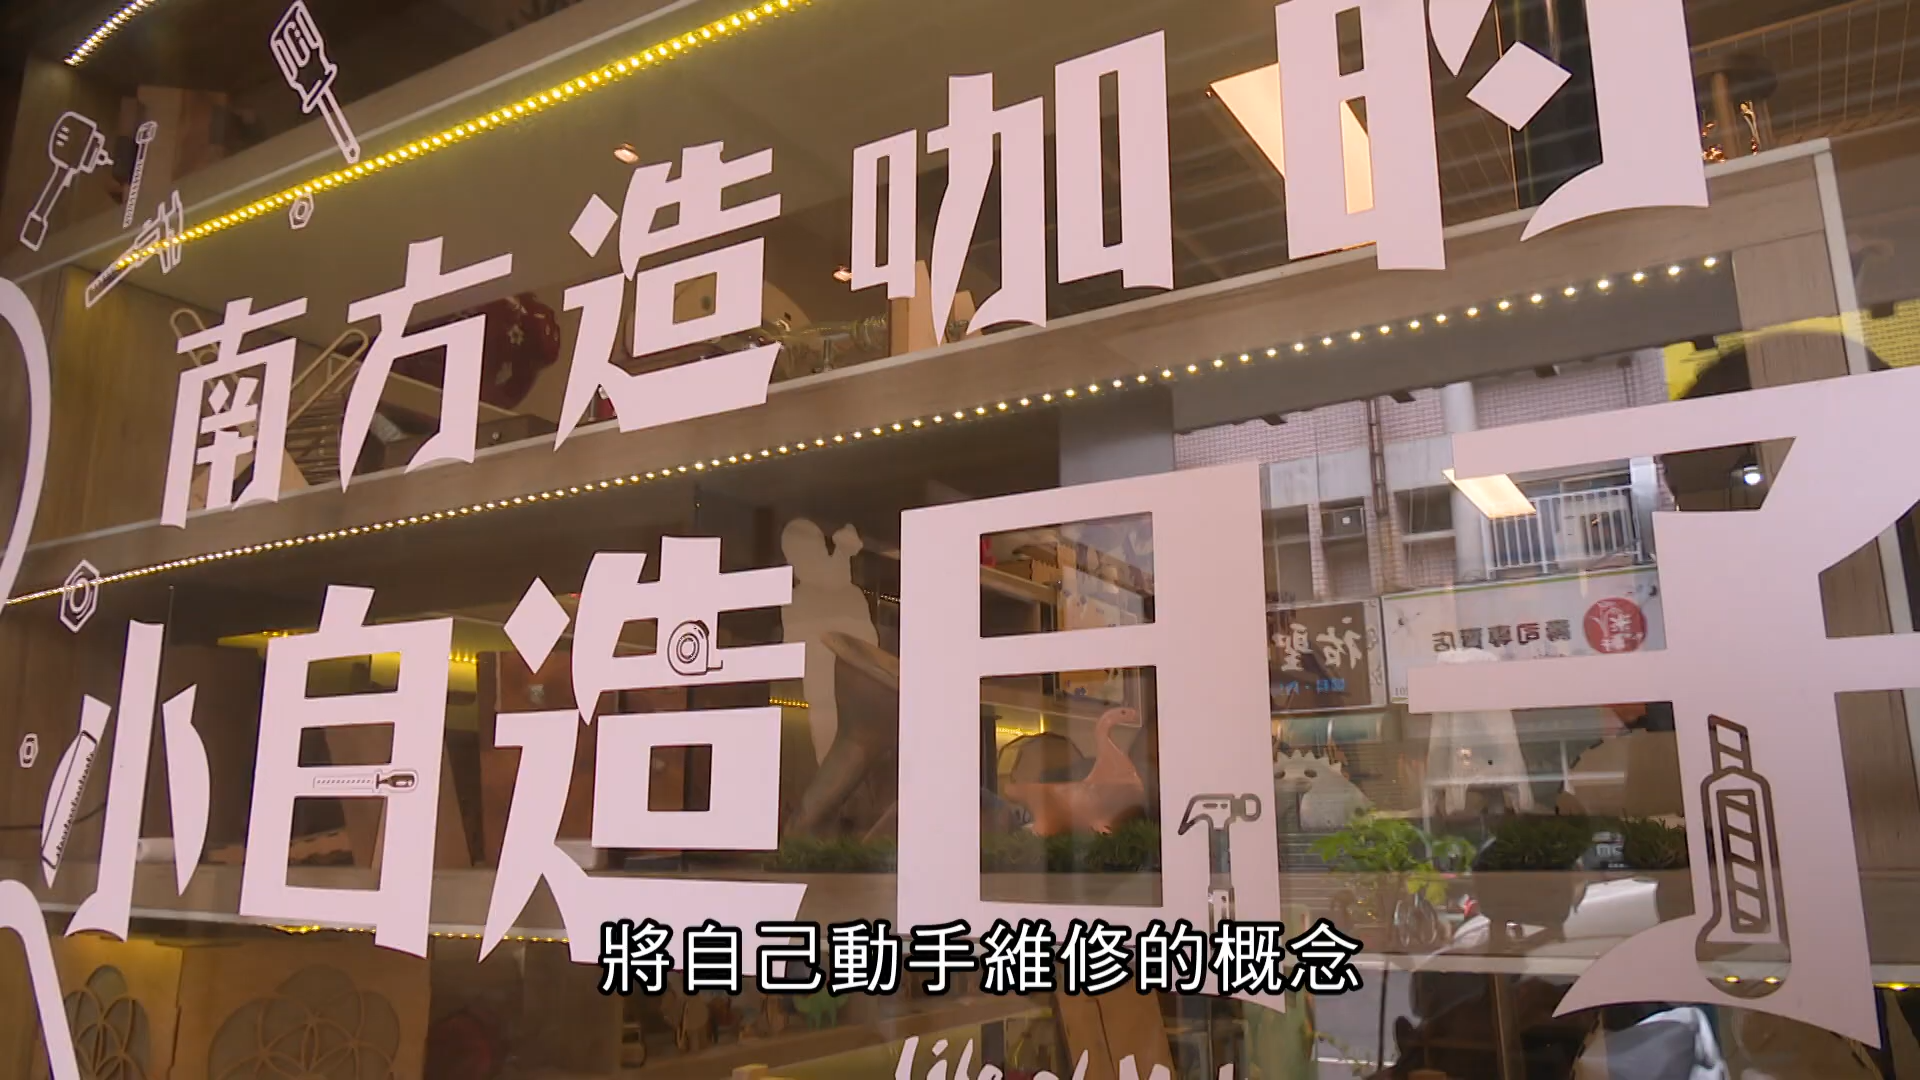 南方造咖的
小自造日子
壽司專賣店
將自己動手維修的概念